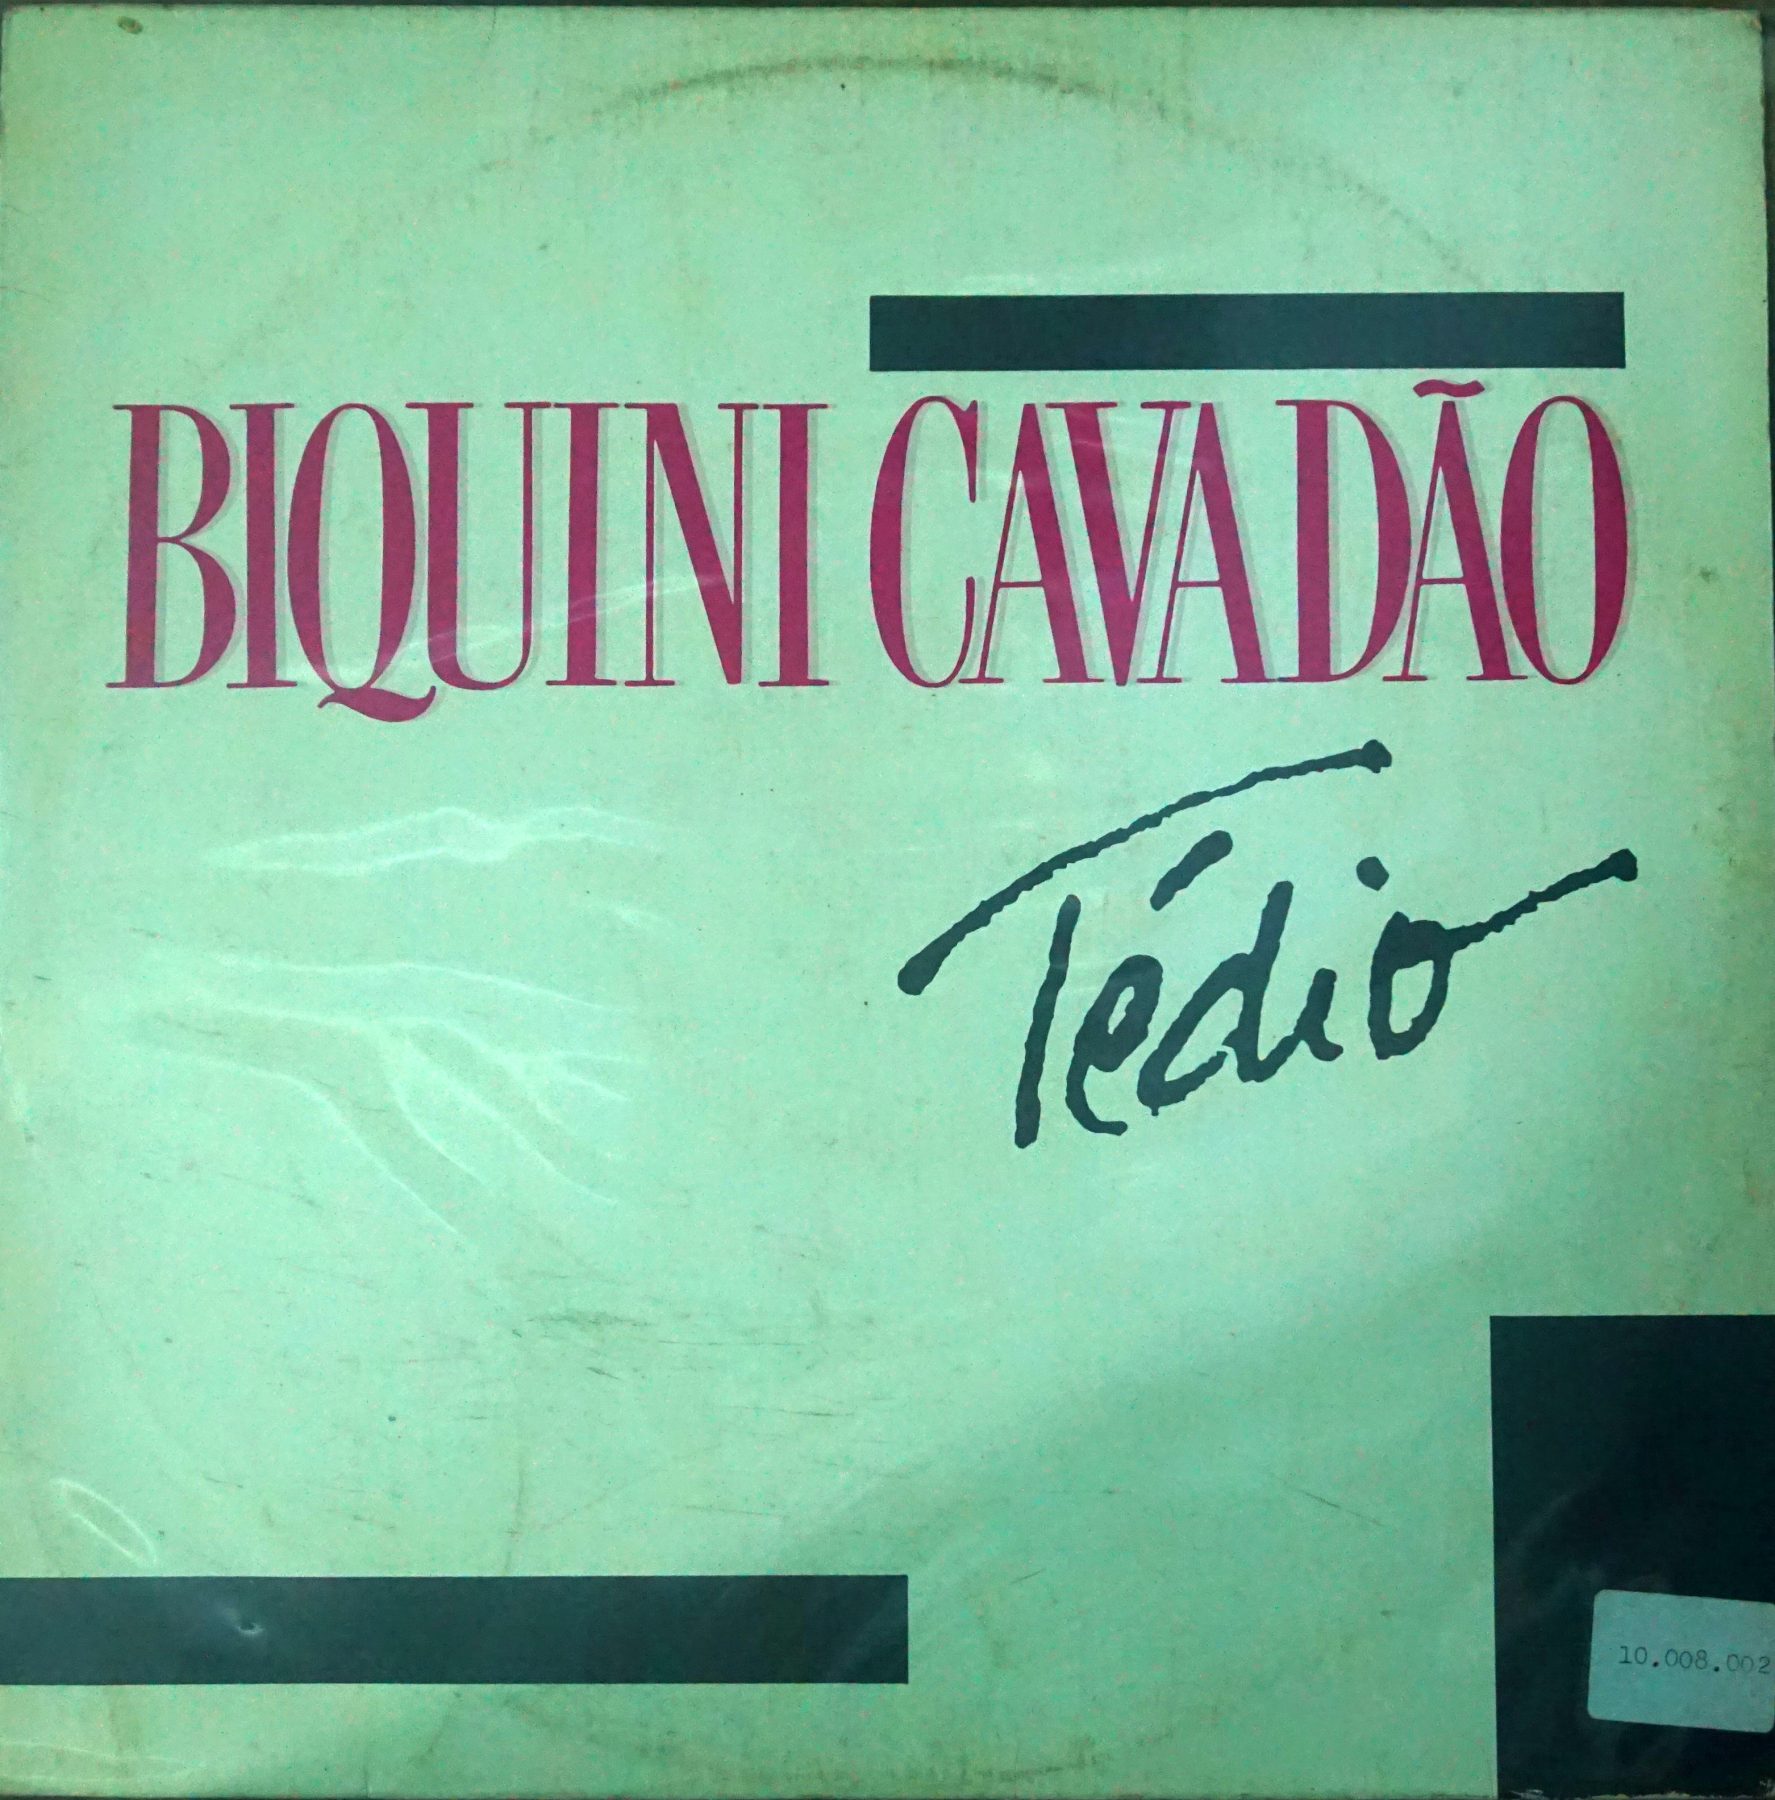 BIQUINI CAVADÃO
Tédio
10.008.002